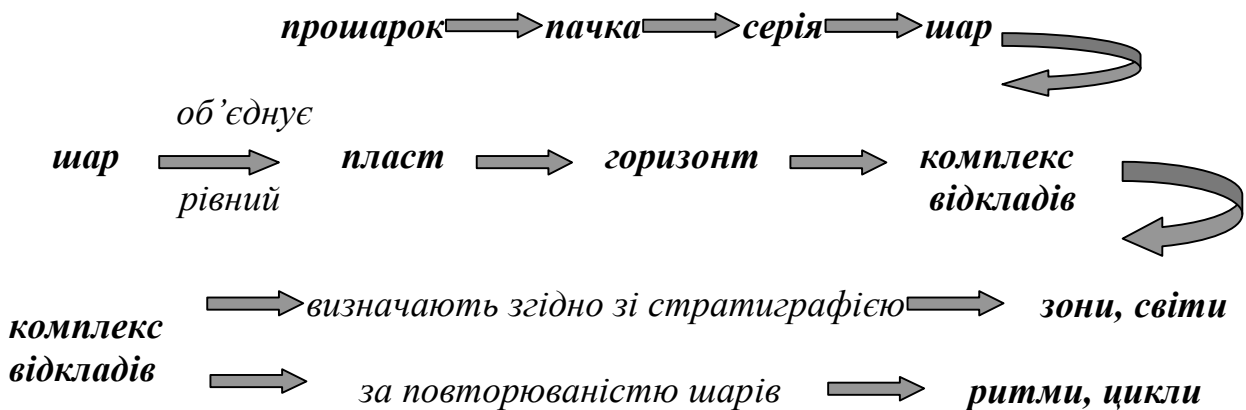 прошарок пачка серія шар
об’єднує
шар пласт горизонт комплекс
відкладів
рівний
визначають згідно зі стратиграфією зони, світи
комплекс
відкладів
за повторюваністю шарів ритми, цикли